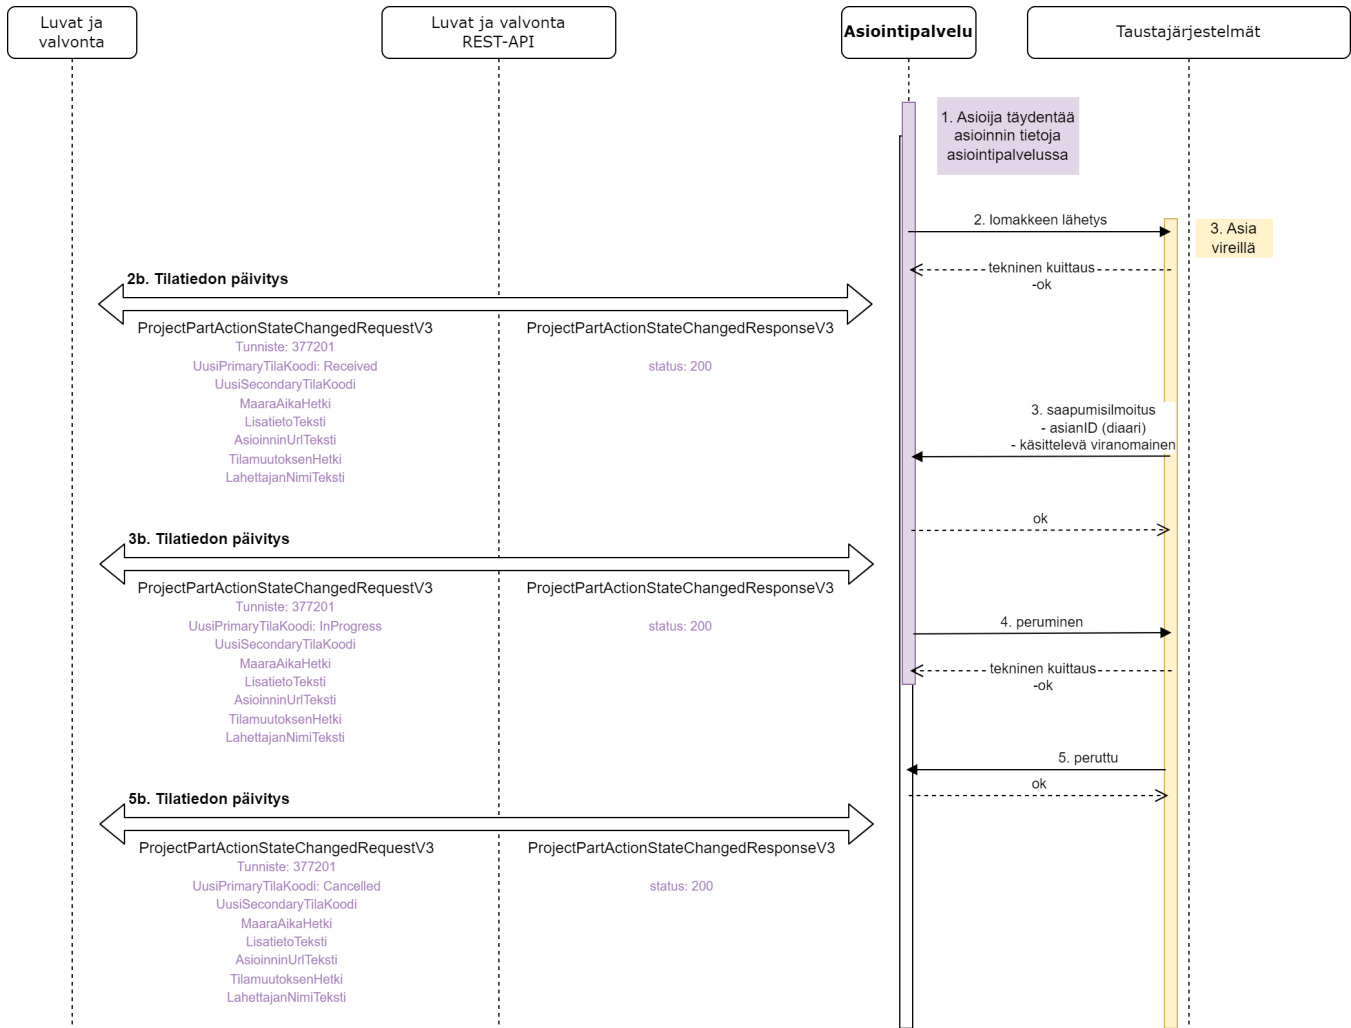 Luvat ja
valvonta
Luvat ja valvonta
REST-API
Asiointipalvelu
Taustajärjestelmät
1. Asioija täydentää
asioinnin tietoja
asiointipalvelussa
2. lomakkeen lähetys
3. Asia
vireillä
tekninen kuittaus
-ok
2b. Tilatiedon päivitys
ProjectPartActionStateChangedRequestV3
Tunniste: 377201
UusiPrimaryTilaKoodi: Received
UusiSecondaryTilaKoodi
MaaraAikaHetki
LisatietoTeksti
AsioinninUrlTeksti
TilamuutoksenHetki
LahettajanNimiTeksti
ProjectPartActionStateChangedResponseV3
status: 200
3. saapumisilmoitus
- asianID (diaari)
- käsittelevä viranomainen
ok
3b. Tilatiedon päivitys
ProjectPartActionStateChangedRequestV3
Tunniste: 377201
UusiPrimaryTilaKoodi: InProgress
UusiSecondaryTilaKoodi
MaaraAikaHetki
LisatietoTeksti
AsioinninUrlTeksti
TilamuutoksenHetki
LahettajanNimiTeksti
ProjectPartActionStateChangedResponseV3
status: 200
4. peruminen
tekninen kuittaus
-ok
5. peruttu
ok
5b. Tilatiedon päivitys
ProjectPartActionStateChangedRequestV3
Tunniste: 377201
UusiPrimaryTilaKoodi: Cancelled
UusiSecondaryTilaKoodi
MaaraAikaHetki
LisatietoTeksti
AsioinninUrlTeksti
TilamuutoksenHetki
LahettajanNimiTeksti
ProjectPartActionStateChangedResponseV3
status: 200